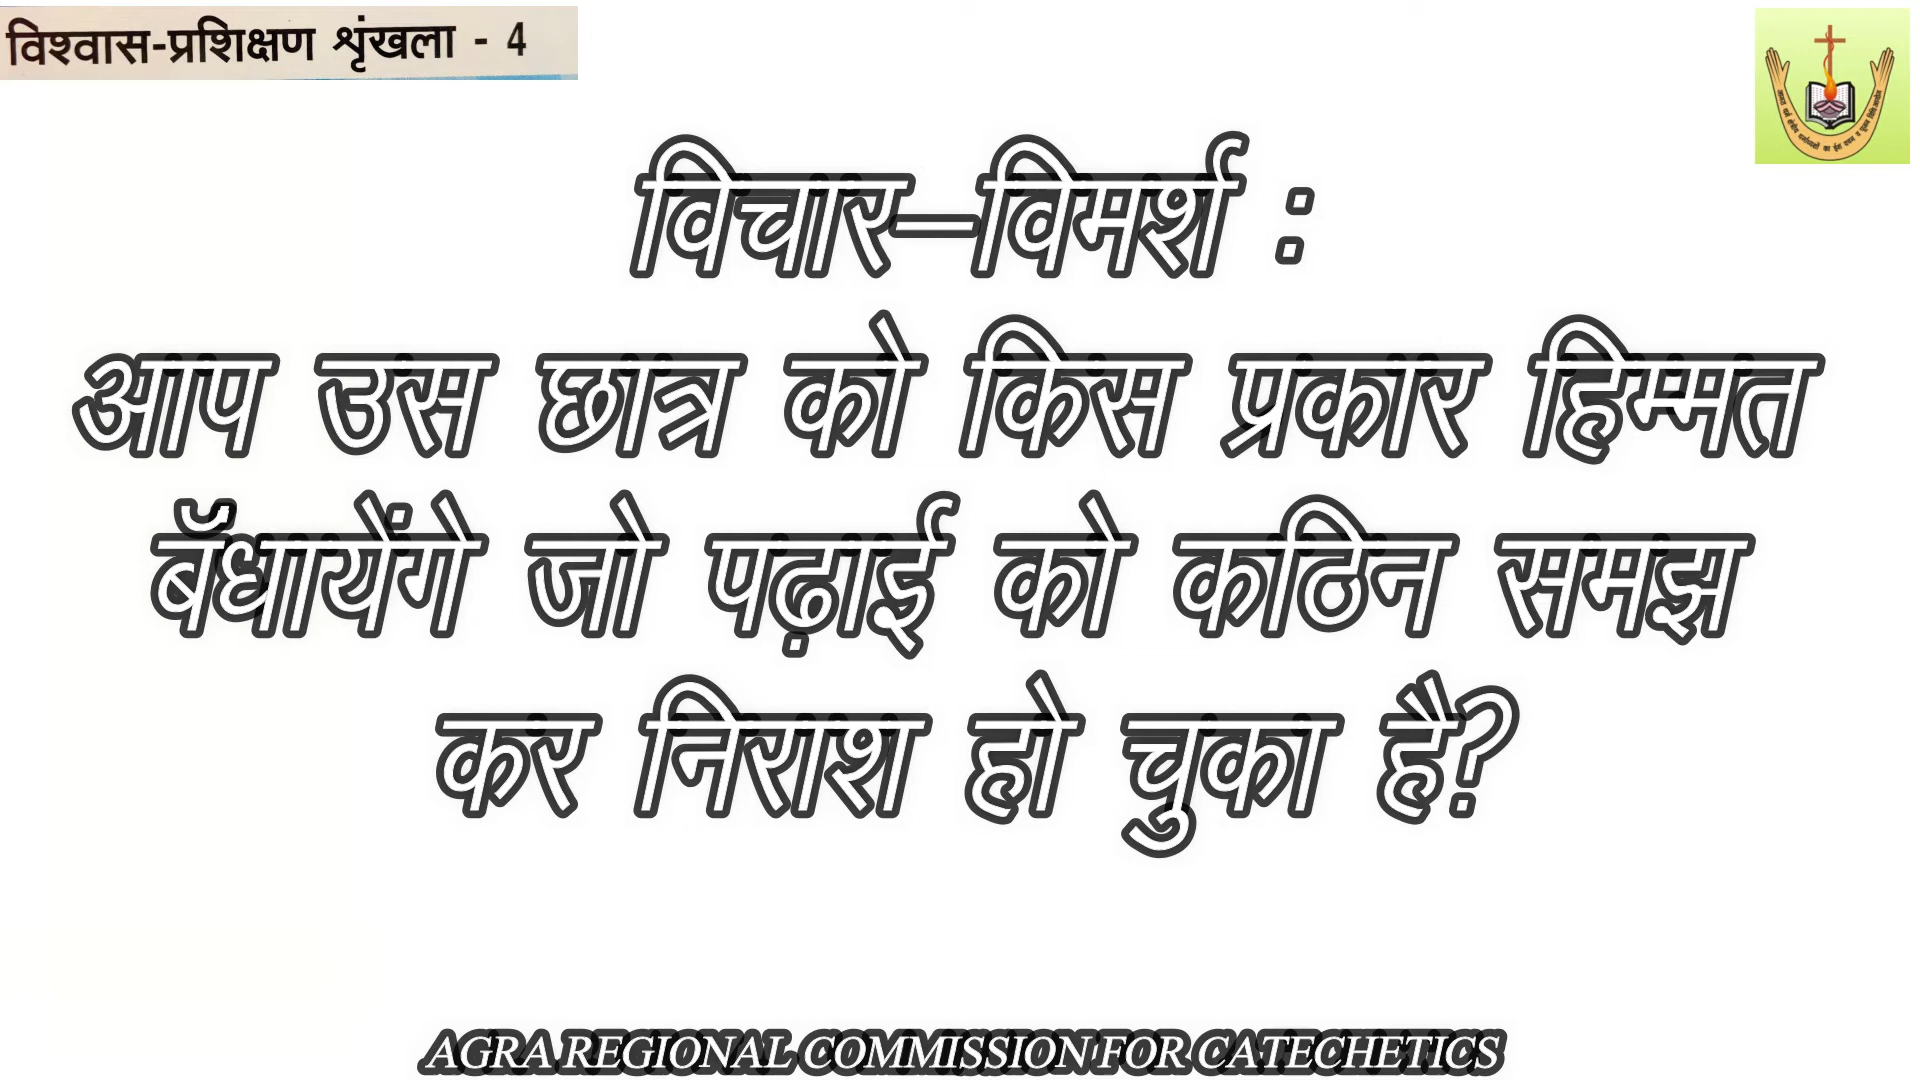 विश्वास-प्रशिक्षण श्रृंखला - 4
विचार–विमर्श :
आप उस छात्र को किस प्रकार हिम्मत
बॅंधायेंगे जो पढ़ाई को कठिन समझ
कर निराश हो चुका है?
AGRA REGIONAL COMMISSION FOR CATECHETICS